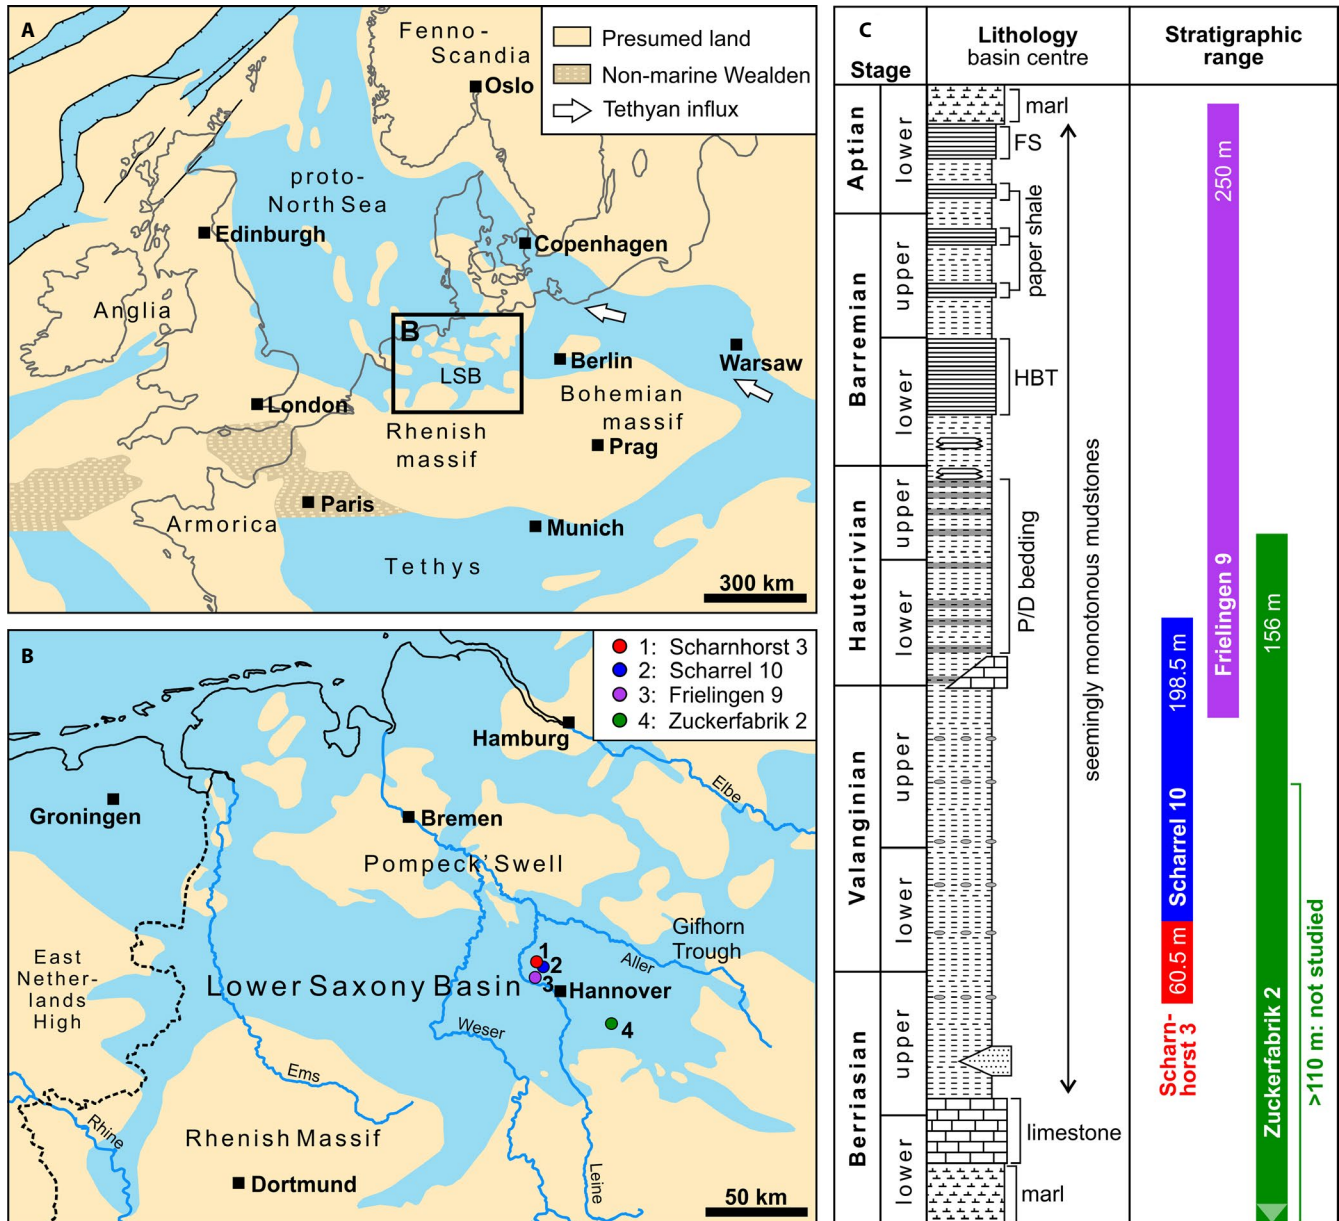 A
Fenno-
Scandia
Oslo
Presumed land
Non-marine Wealden
Tethyan influx
proto-
North Sea
Edinburgh
Copenhagen
Anglia
B
LSB
Berlin
Warsaw
London
Bohemian
massif
Rhenish
massif
Prag
Paris
Armorica
Munich
Tethys
300 km
B
1: Scharnhorst 3
2: Scharrel 10
3: Frielingen 9
4: Zuckerfabrik 2
Hamburg
Elbe
Groningen
Bremen
Pompeck' Swell
Gifhorn
Trough
Aller
East
Nether-
lands
High
1
2
3
Lower Saxony Basin
Hannover
Weser
4
Ems
Rhine
Rhenish Massif
Leine
Dortmund
50 km
C
Stage
Lithology
basin centre
Stratigraphic
range
Aptian
lower
Barremian
upper
lower
Hauterivian
upper
lower
Valanginian
upper
lower
Berriasian
upper
lower
marl
FS
paper shale
HBT
P/D bedding
limestone
marl
seemingly monotonous mudstones
250 m
Frielingen 9
198.5 m
Scharrel 10
60.5 m
Scharn-
horst 3
156 m
Zuckerfabrik 2
>110 m: not studied